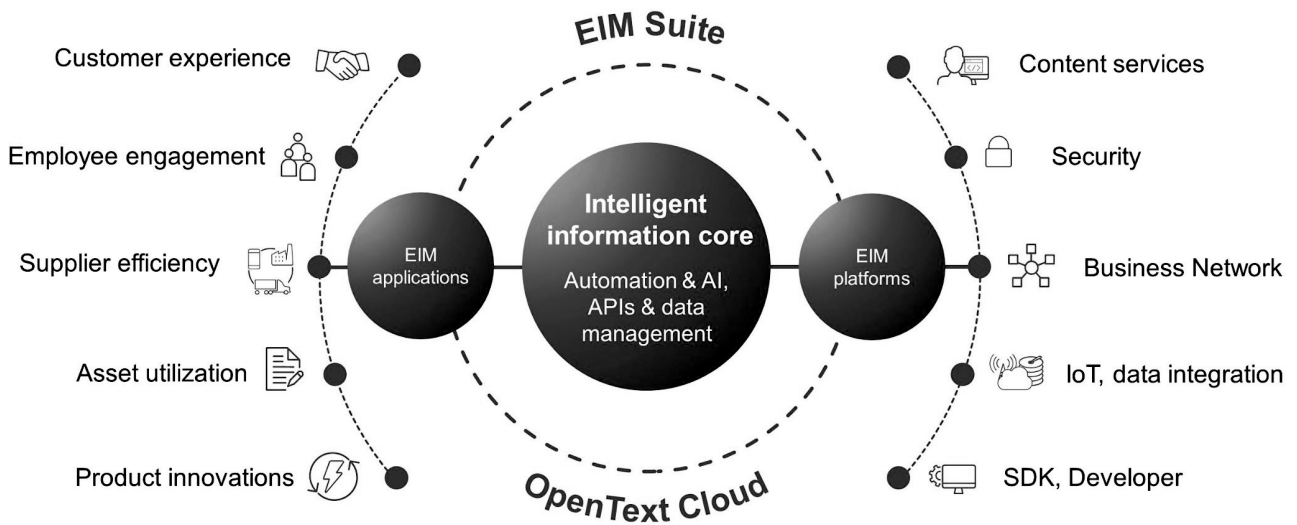 EIM Suite
Customer experience
Employee engagement
Supplier efficiency
Asset utilization
Product innovations
EIM
applications
Intelligent
information core
Automation & AI,
APIs & data
management
EIM
platforms
Content services
Security
Business Network
IoT, data integration
SDK, Developer
OpenText Cloud